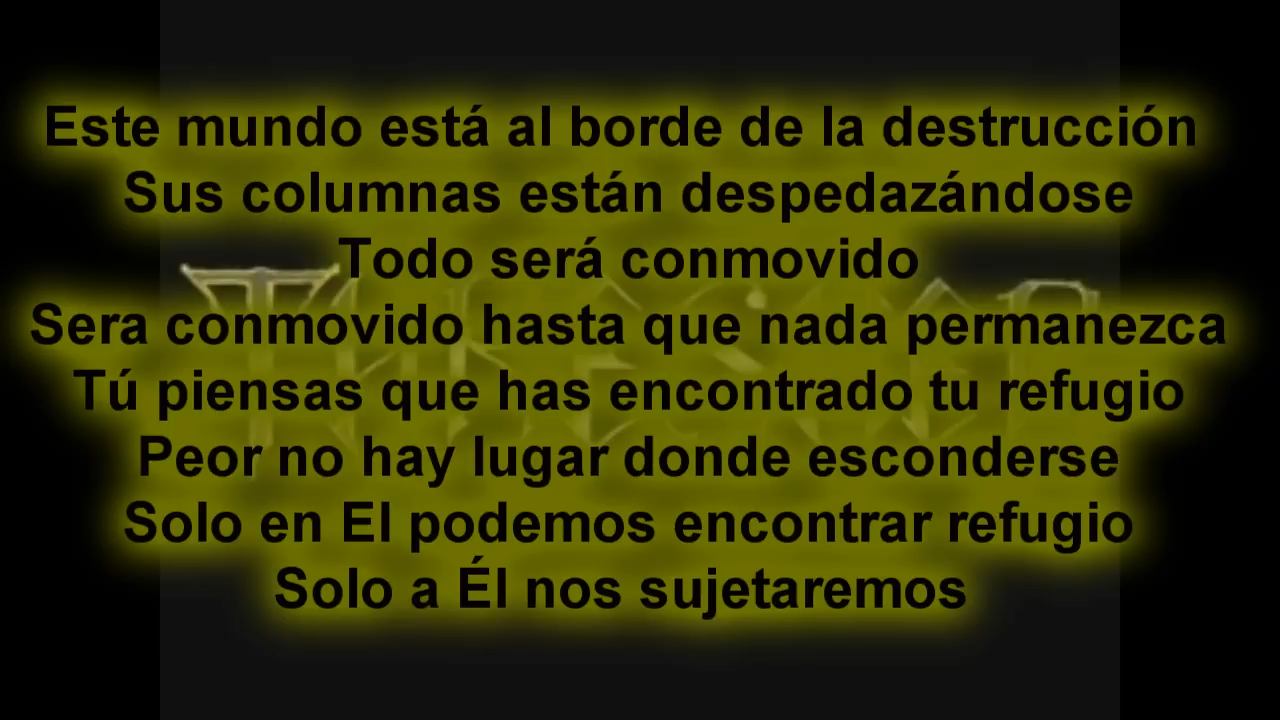 Este mundo está al borde de la destrucción
Sus columnas están despedazándose
Todo será conmovido
Sera conmovido hasta que nada permanezca
Tú piensas que has encontrado tu refugio
Peor no hay lugar donde esconderse
Solo en El podemos encontrar refugio
Solo a Él nos sujetaremos